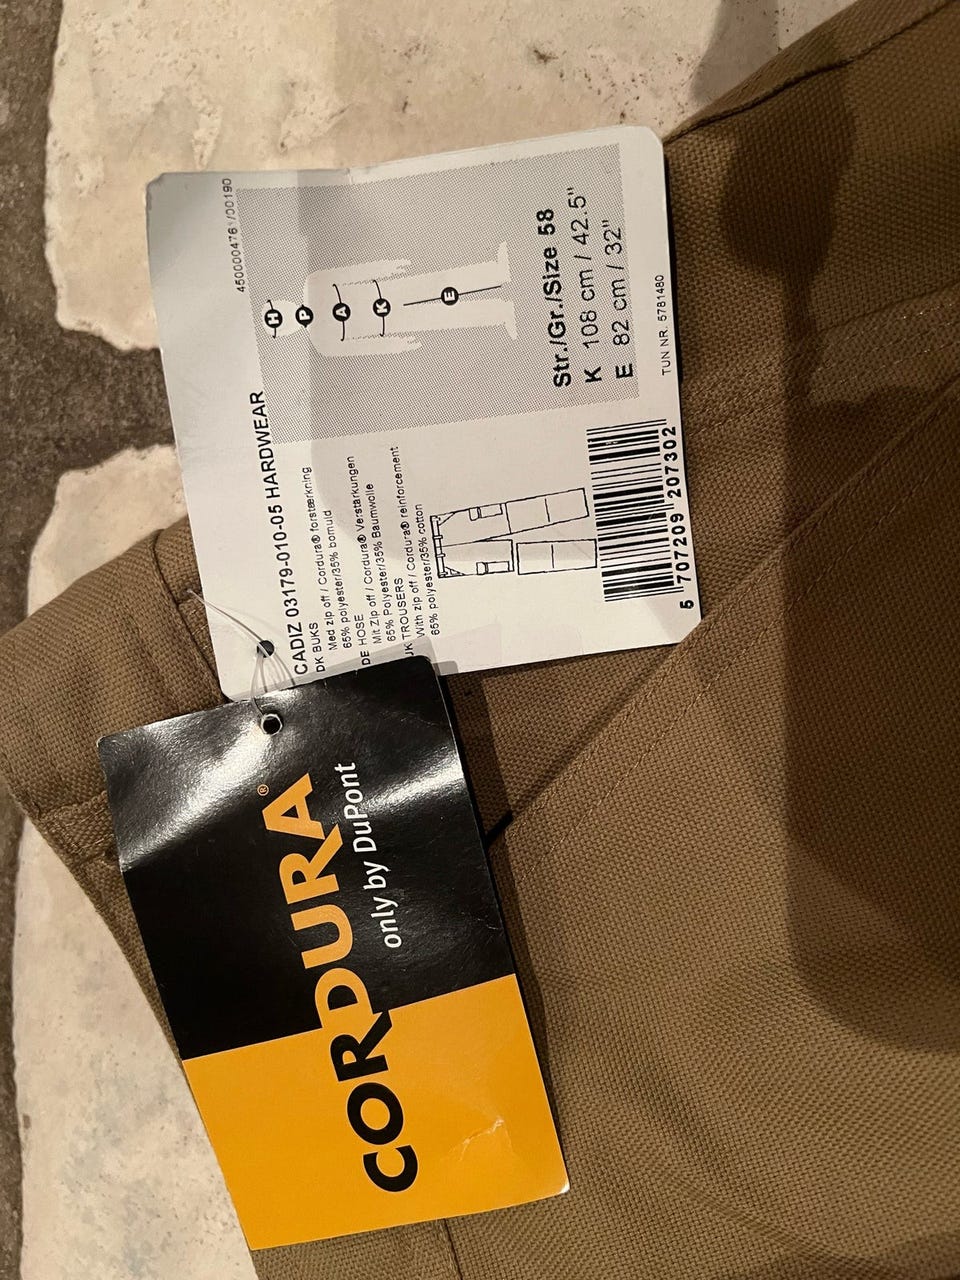 4500004761/00190
CADIZ 03179-010-05 HARDWEAR
DK BUKS
Med zip off / Cordura® forstærkning
65% polyester/35% bomuld
DE HOSE
Mit Zip off / Cordura® Verstärkungen
65% Polyester/35% Baumwolle
UK TROUSERS
With zip off / Cordura® reinforcement
65% polyester/35% cotton
H
P
A
K
E
Str./Gr./Size 58
K 108 cm / 42.5"
E 82 cm / 32"
TUN NR. 5781480
5 707209 207302
CORDURA®
only by DuPont